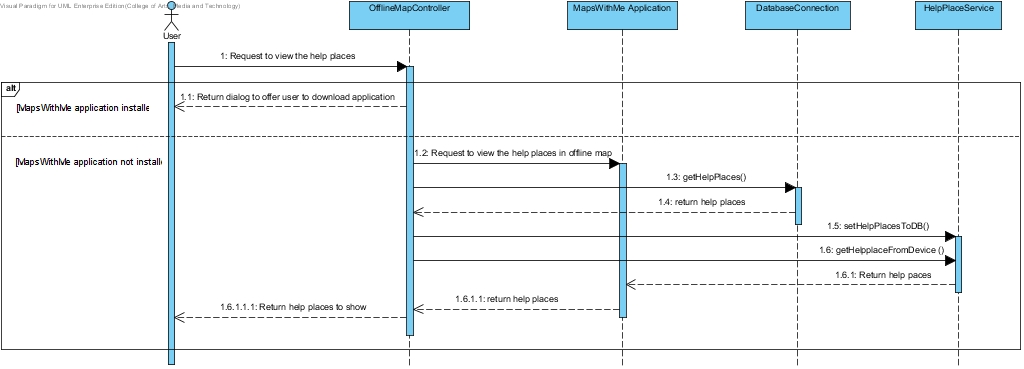 Visual Paradigm for UML Enterprise Edition(College of Arts, Media and Technology)
OfflineMapController
MapsWithMe Application
DatabaseConnection
HelpPlaceService
User
1: Request to view the help places
alt
1.1: Return dialog to offer user to download application
[MapsWithMe application installe
1.2: Request to view the help places in offline map
[MapsWithMe application not installe
1.3: getHelpPlaces()
1.4: return help places
1.5: setHelpPlacesToDB()
1.6: getHelpplaceFromDevice ()
1.6.1: Return help paces
1.6.1.1: return help places
1.6.1.1.1: Return help places to show